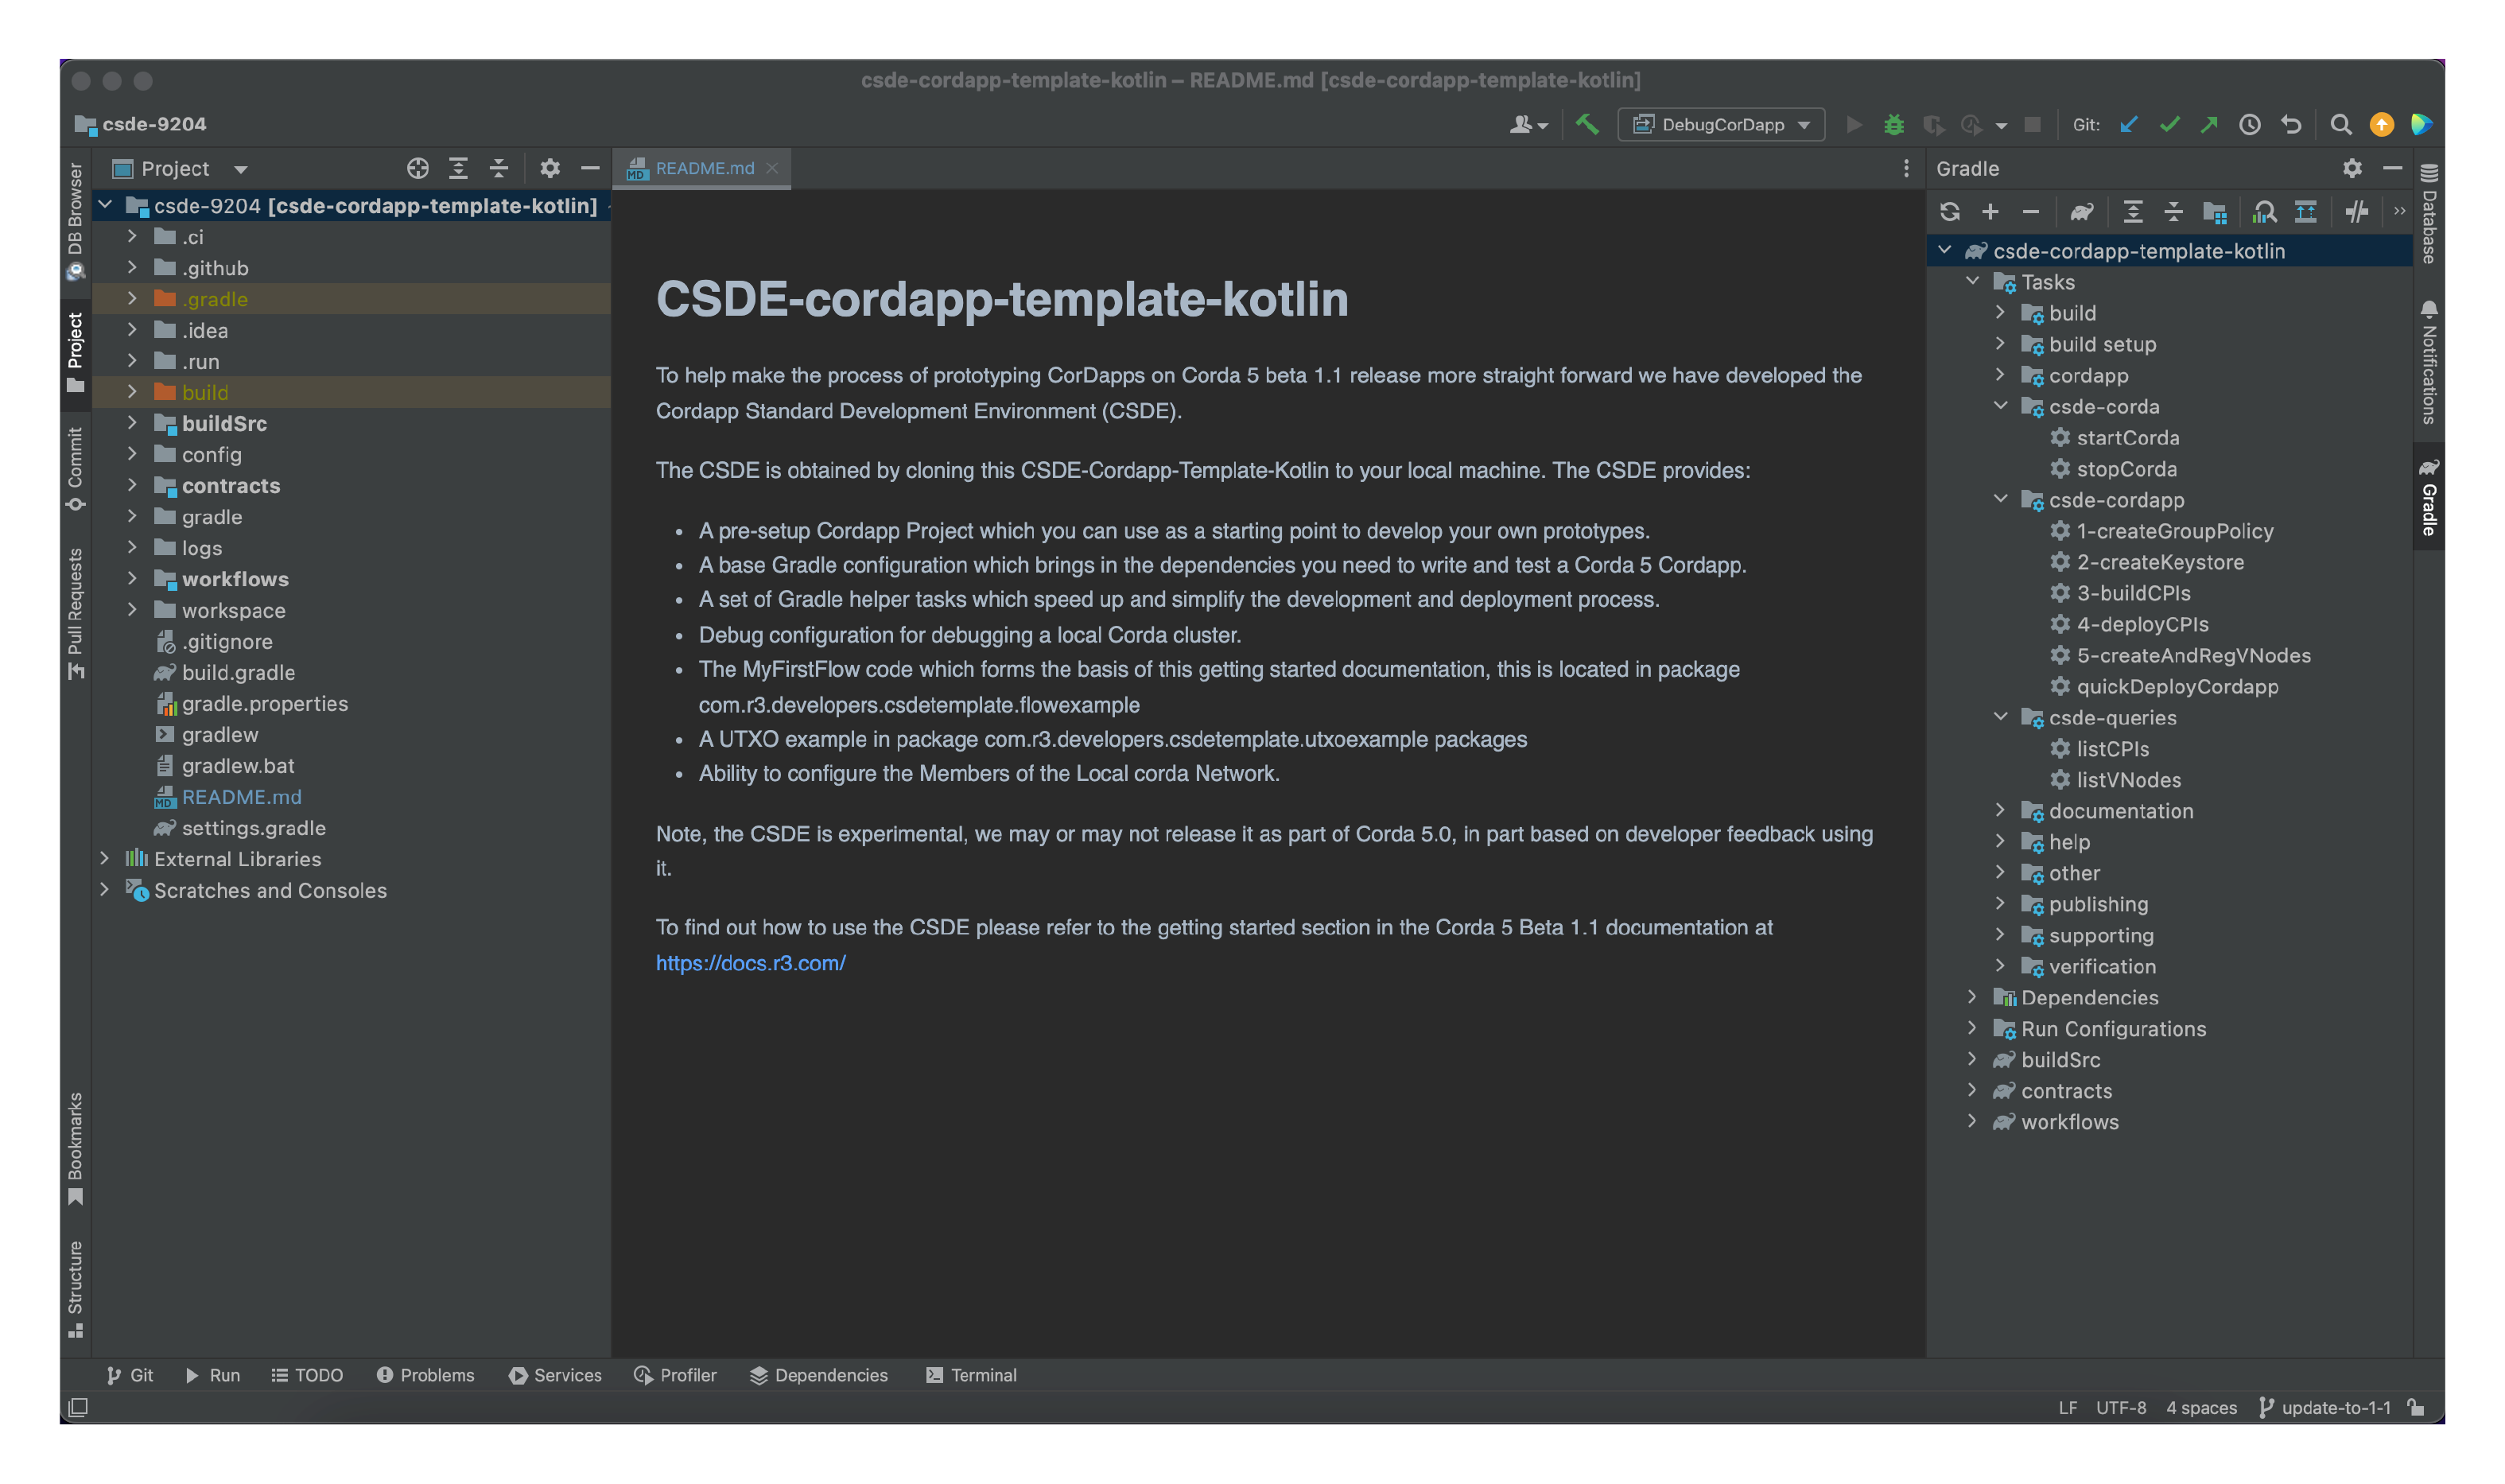 csde-cordapp-template-kotlin – README.md [csde-cordapp-template-kotlin]
csde-9204
DebugCorDapp
Git:
DB Browser
Project
Commit
Pull Requests
Bookmarks
Structure
Project
csde-9204 [csde-cordapp-template-kotlin]
.ci
.github
.gradle
.idea
.run
build
buildSrc
config
contracts
gradle
logs
workflows
workspace
.gitignore
build.gradle
gradle.properties
gradlew
gradlew.bat
README.md
settings.gradle
External Libraries
Scratches and Consoles
README.md
CSDE-cordapp-template-kotlin
To help make the process of prototyping CorDapps on Corda 5 beta 1.1 release more straight forward we have developed the
Cordapp Standard Development Environment (CSDE).
The CSDE is obtained by cloning this CSDE-Cordapp-Template-Kotlin to your local machine. The CSDE provides:
• A pre-setup Cordapp Project which you can use as a starting point to develop your own prototypes.
• A base Gradle configuration which brings in the dependencies you need to write and test a Corda 5 Cordapp.
• A set of Gradle helper tasks which speed up and simplify the development and deployment process.
• Debug configuration for debugging a local Corda cluster.
• The MyFirstFlow code which forms the basis of this getting started documentation, this is located in package
com.r3.developers.csdetemplate.flowexample
• A UTXO example in package com.r3.developers.csdetemplate.utxoexample packages
• Ability to configure the Members of the Local corda Network.
Note, the CSDE is experimental, we may or may not release it as part of Corda 5.0, in part based on developer feedback using
it.
To find out how to use the CSDE please refer to the getting started section in the Corda 5 Beta 1.1 documentation at
https://docs.r3.com/
Gradle
csde-cordapp-template-kotlin
Tasks
build
build setup
cordapp
csde-corda
startCorda
stopCorda
csde-cordapp
1-createGroupPolicy
2-createKeystore
3-buildCPIs
4-deployCPIs
5-createAndRegVNodes
quickDeployCordapp
csde-queries
listCPIs
listVNodes
documentation
help
other
publishing
supporting
verification
Dependencies
Run Configurations
buildSrc
contracts
workflows
Database
Notifications
Gradle
Git
Run
TODO
Problems
Services
Profiler
Dependencies
Terminal
LF
UTF-8
4 spaces
update-to-1-1